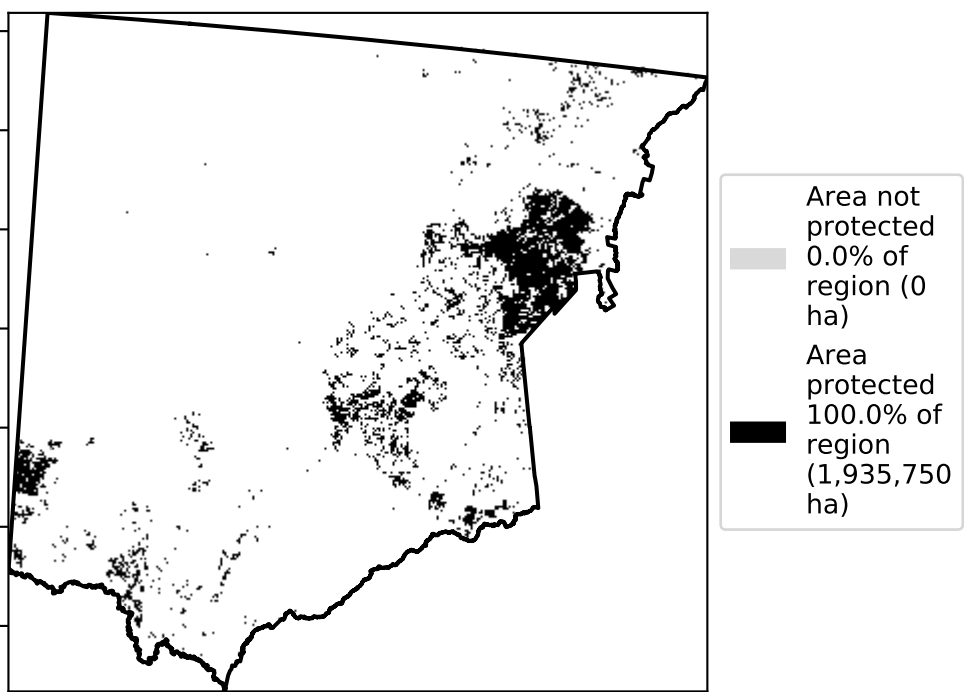 Area not
protected
0.0% of
region (0
ha)
Area
protected
100.0% of
region
(1,935,750
ha)